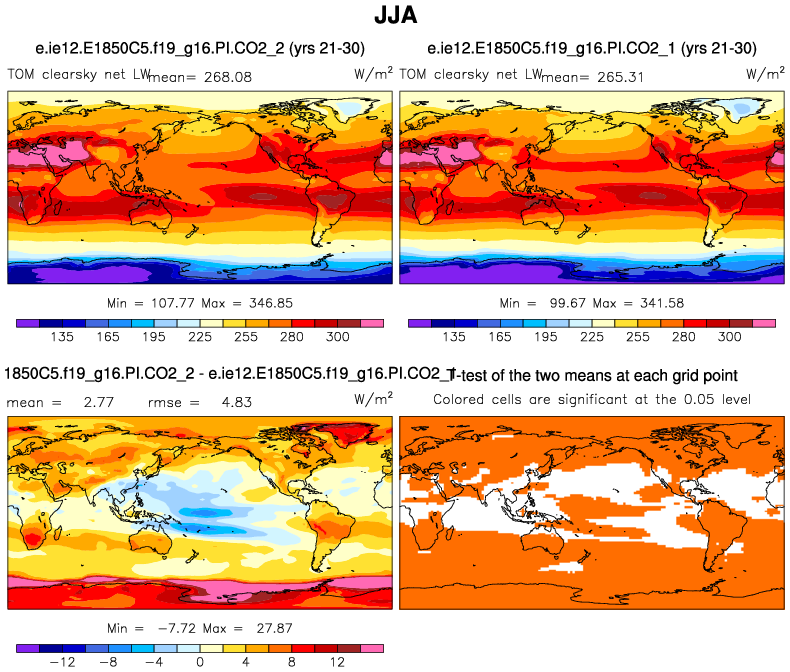 JJA
e.ie12.E1850C5.f19_g16.PI.CO2_2 (yrs 21-30)
TOM clearsky net LW mean= 268.08 W/m²
Min = 107.77 Max = 346.85
135 165 195 225 255 280 300
e.ie12.E1850C5.f19_g16.PI.CO2_1 (yrs 21-30)
TOM clearsky net LW mean= 265.31 W/m²
Min = 99.67 Max = 341.58
135 165 195 225 255 280 300
1850C5.f19_g16.PI.CO2_2 - e.ie12.E1850C5.f19_g16.PI.CO2_1
mean = 2.77 rmse = 4.83 W/m²
Min = -7.72 Max = 27.87
-12 -8 -4 0 4 8 12
T-test of the two means at each grid point
Colored cells are significant at the 0.05 level